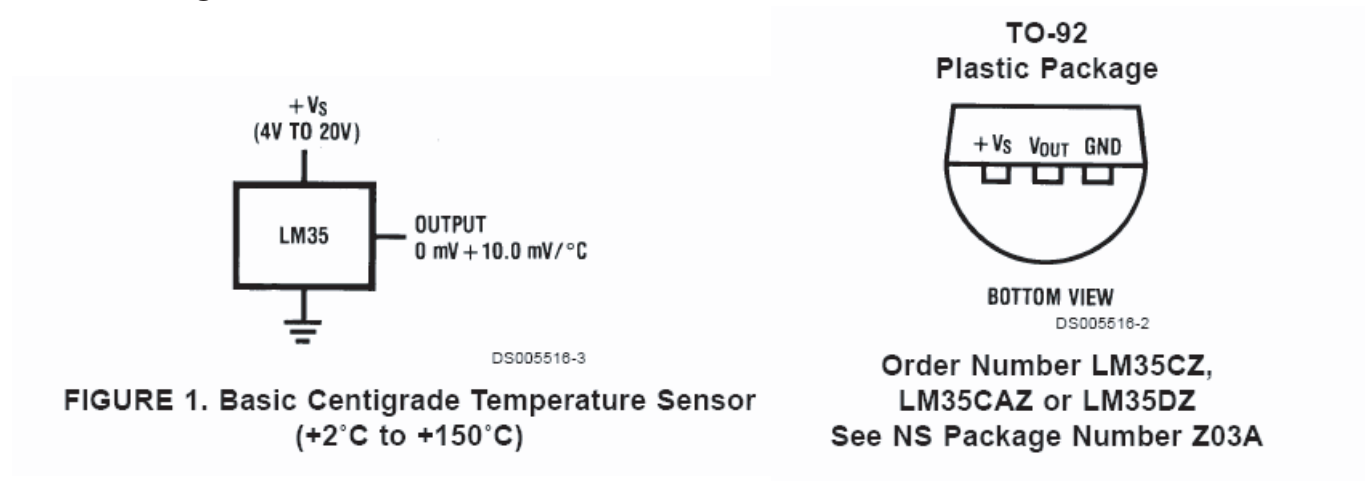 +VS
(4V TO 20V)
LM35
OUTPUT
0 mV + 10.0 mV/°C
DS005516-3
FIGURE 1. Basic Centigrade Temperature Sensor
(+2°C to +150°C)
TO-92
Plastic Package
+VS VOUT GND
BOTTOM VIEW
DS005516-2
Order Number LM35CZ,
LM35CAZ or LM35DZ
See NS Package Number Z03A